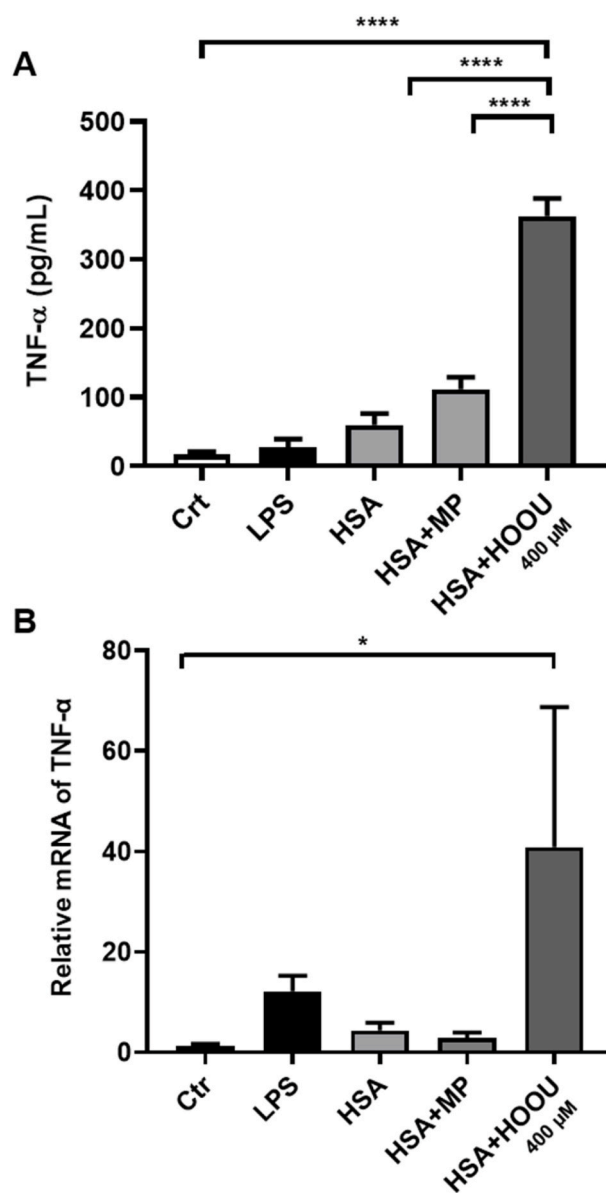 ****
A
****
****
TNF-α (pg/mL)
500
400
300
200
100
0
Crt
LPS
HSA
HSA+MP
HSA+HOOU
400 μM
B
Relative mRNA of TNF-α
80
60
40
20
0
*
Ctr
LPS
HSA
HSA+MP
HSA+HOOU
400 μM